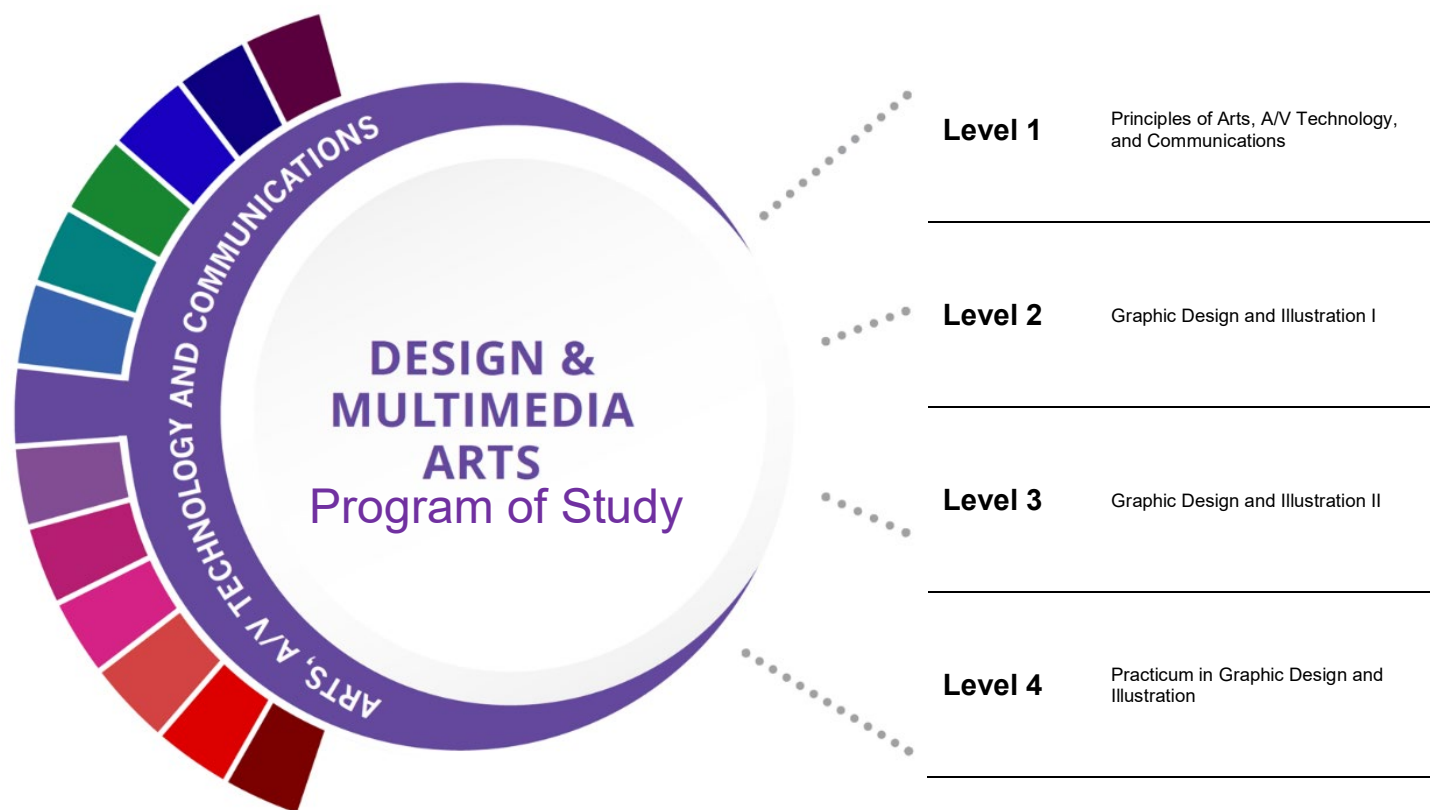 ARTS, A/V TECHNOLOGY AND COMMUNICATIONS
DESIGN &
MULTIMEDIA
ARTS
Program of Study
Level 1
Principles of Arts, A/V Technology,
and Communications
Level 2
Graphic Design and Illustration I
Level 3
Graphic Design and Illustration II
Level 4
Practicum in Graphic Design and
Illustration